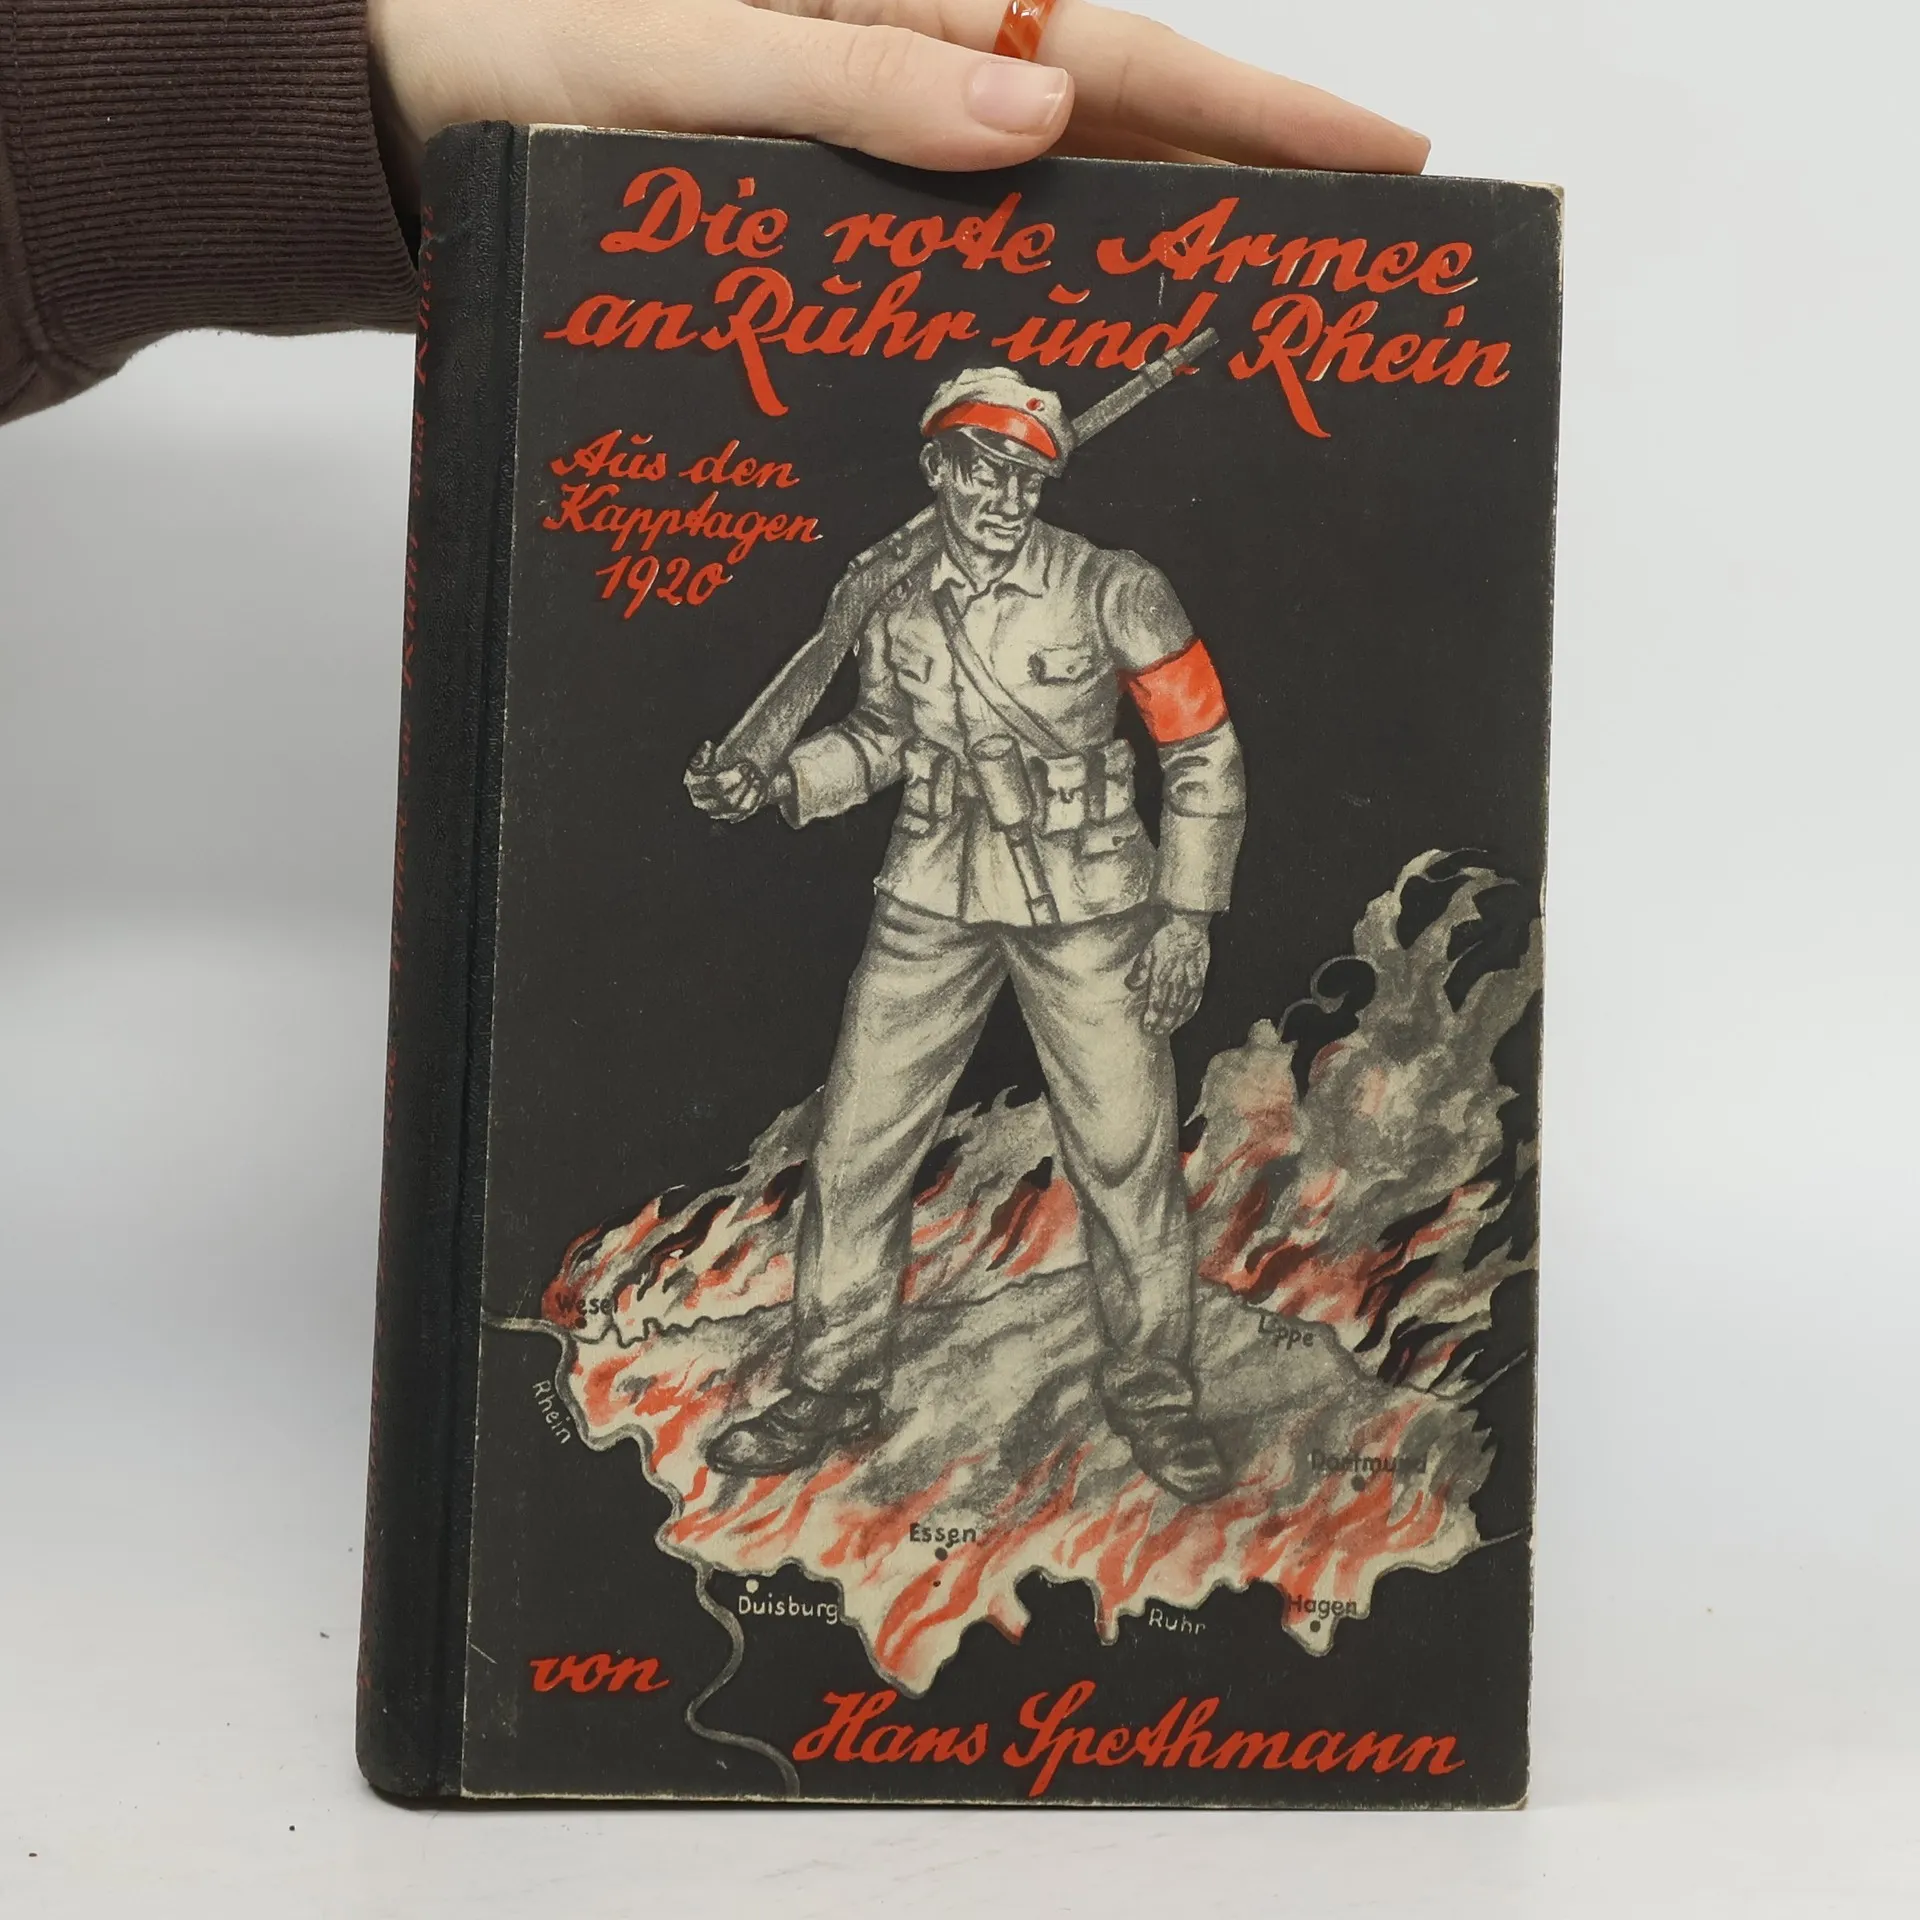 Die rote Armee
an Ruhr und Rhein
Aus den
Kapptagen
1920
Wesel
Lippe
Rhein
Dortmund
Essen
Duisburg
Ruhr
Hagen
von
Hans Spethmann